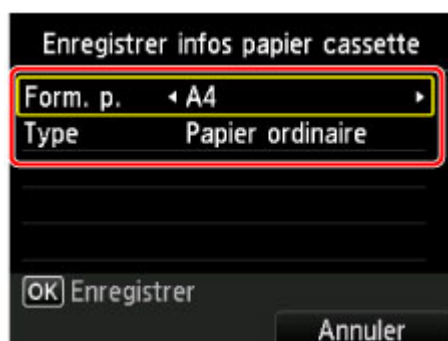 Enregistrer infos papier cassette
Form. p. A4
Type Papier ordinaire
OK Enregistrer
Annuler